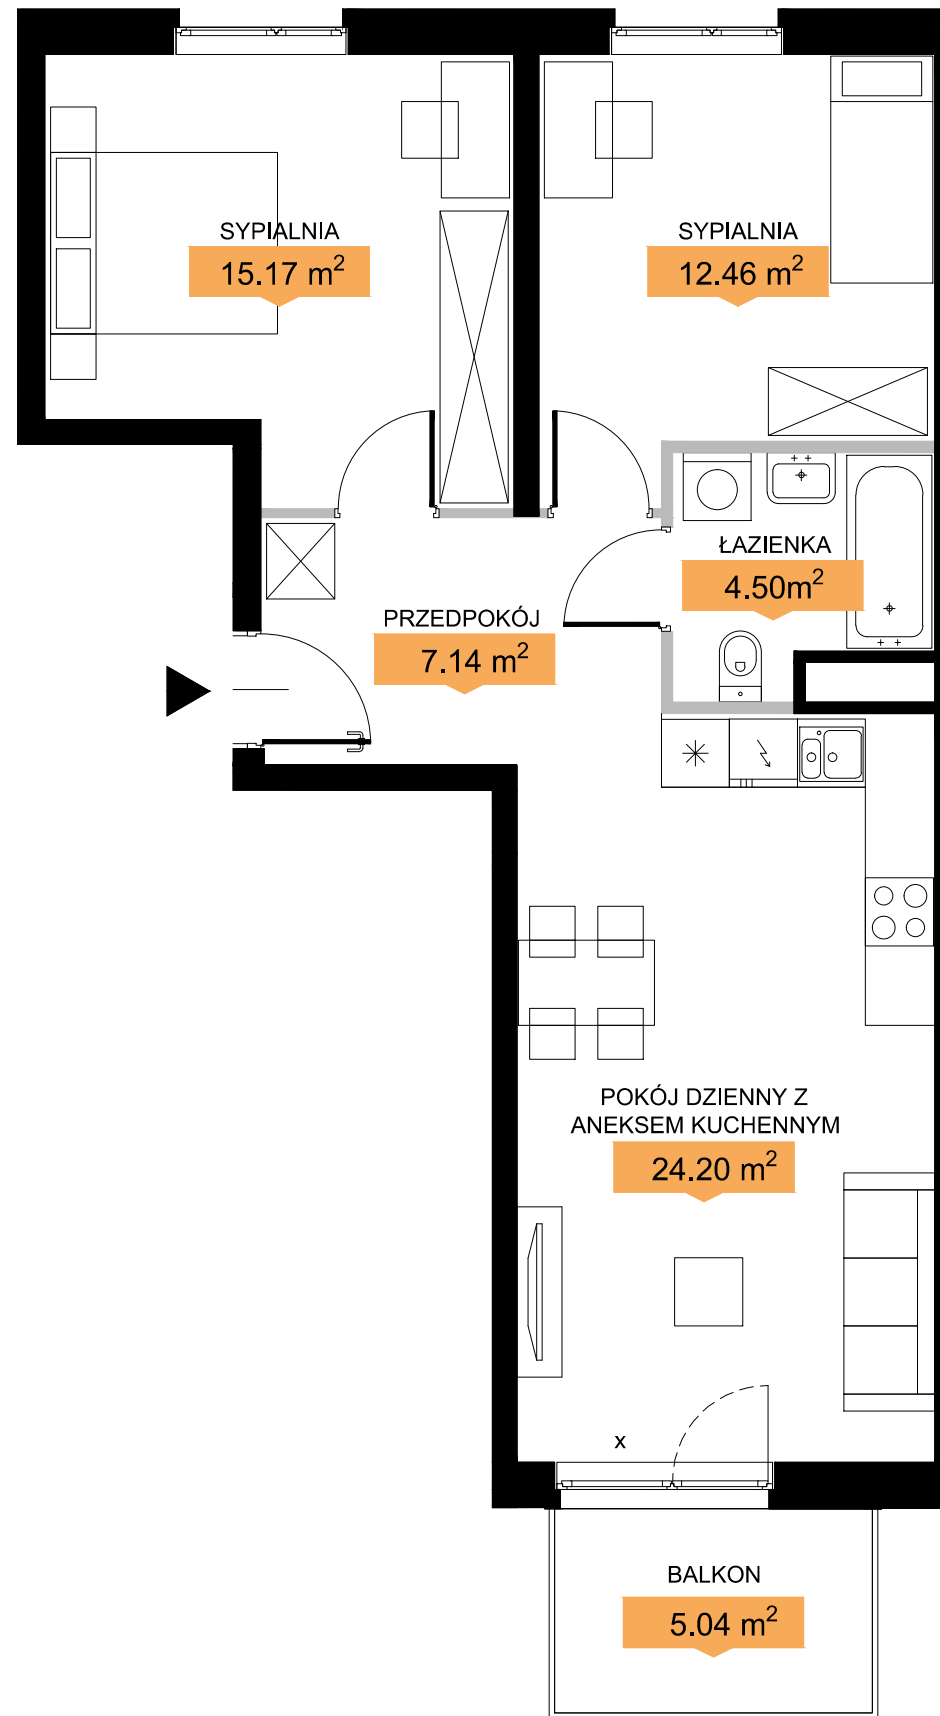 SYPIALNIA
15.17 m²
SYPIALNIA
12.46 m²
ŁAZIENKA
4.50m²
PRZEDPOKÓJ
7.14 m²
POKÓJ DZIENNY Z
ANEKSEM KUCHENNYM
24.20 m²
x
BALKON
5.04 m²